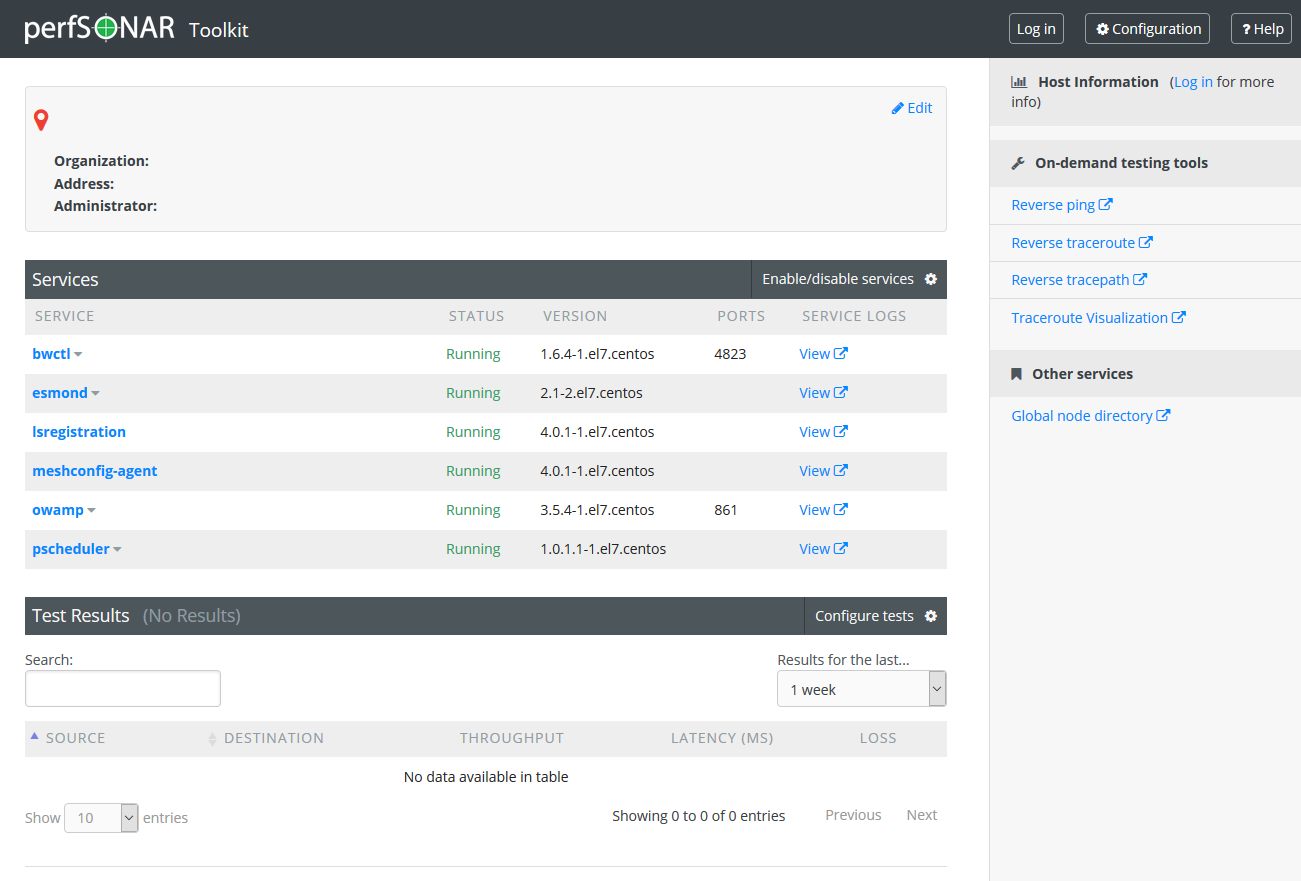 perfSONAR Toolkit
Log in
Configuration
? Help
Edit
Organization:
Address:
Administrator:
Services
Enable/disable services
SERVICE STATUS VERSION PORTS SERVICE LOGS
bwctl Running 1.6.4-1.el7.centos 4823 View
esmond Running 2.1-2.el7.centos View
lsregistration Running 4.0.1-1.el7.centos View
meshconfig-agent Running 4.0.1-1.el7.centos View
owamp Running 3.5.4-1.el7.centos 861 View
pscheduler Running 1.0.1.1-1.el7.centos View
Test Results (No Results)
Configure tests
Search:
Results for the last...
1 week
SOURCE DESTINATION THROUGHPUT LATENCY (MS) LOSS
No data available in table
Show 10 entries
Showing 0 to 0 of 0 entries
Previous Next
Host Information (Log in for more
info)
On-demand testing tools
Reverse ping
Reverse traceroute
Reverse tracepath
Traceroute Visualization
Other services
Global node directory